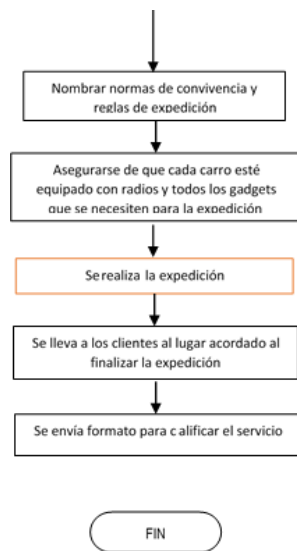 Nombrar normas de convivencia y
reglas de expedición
Asegurarse de que cada carro esté
equipado con radios y todos los gadgets
que se necesiten para la expedición
Se realiza la expedición
Se lleva a los clientes al lugar acordado al
finalizar la expedición
Se envía formato para c alificar el servicio
FIN